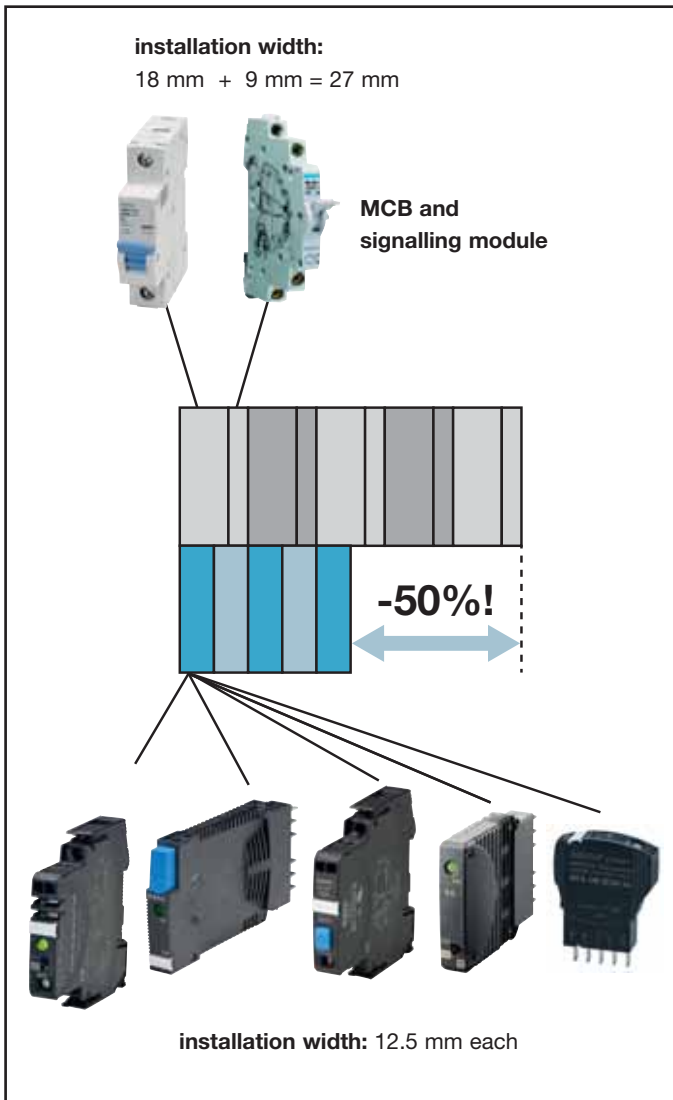 installation width:
18 mm + 9 mm = 27 mm
MCB and
signalling module
-50%!
installation width: 12.5 mm each